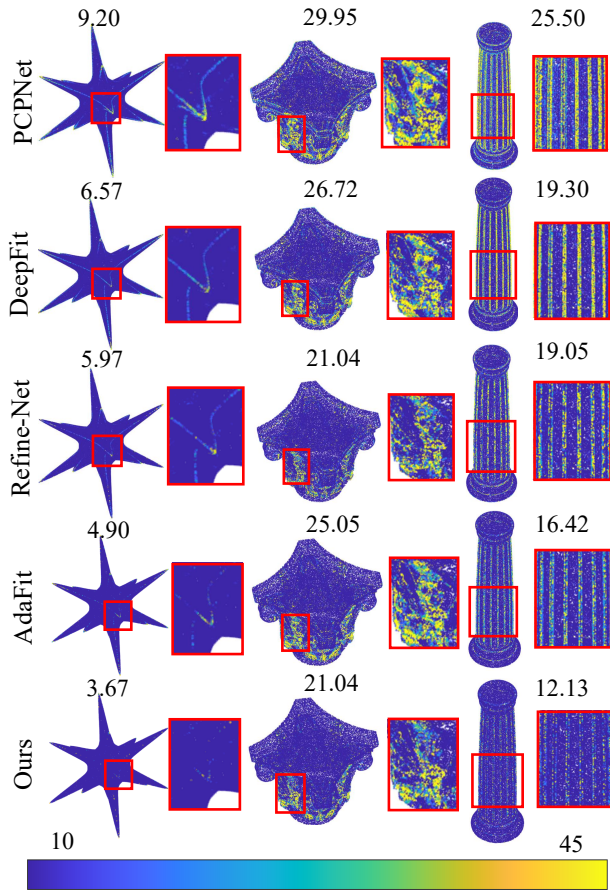 9.20 29.95 25.50
PCPNet
6.57 26.72 19.30
DeepFit
5.97 21.04 19.05
Refine-Net
4.90 25.05 16.42
AdaFit
3.67 21.04 12.13
Ours
10 45